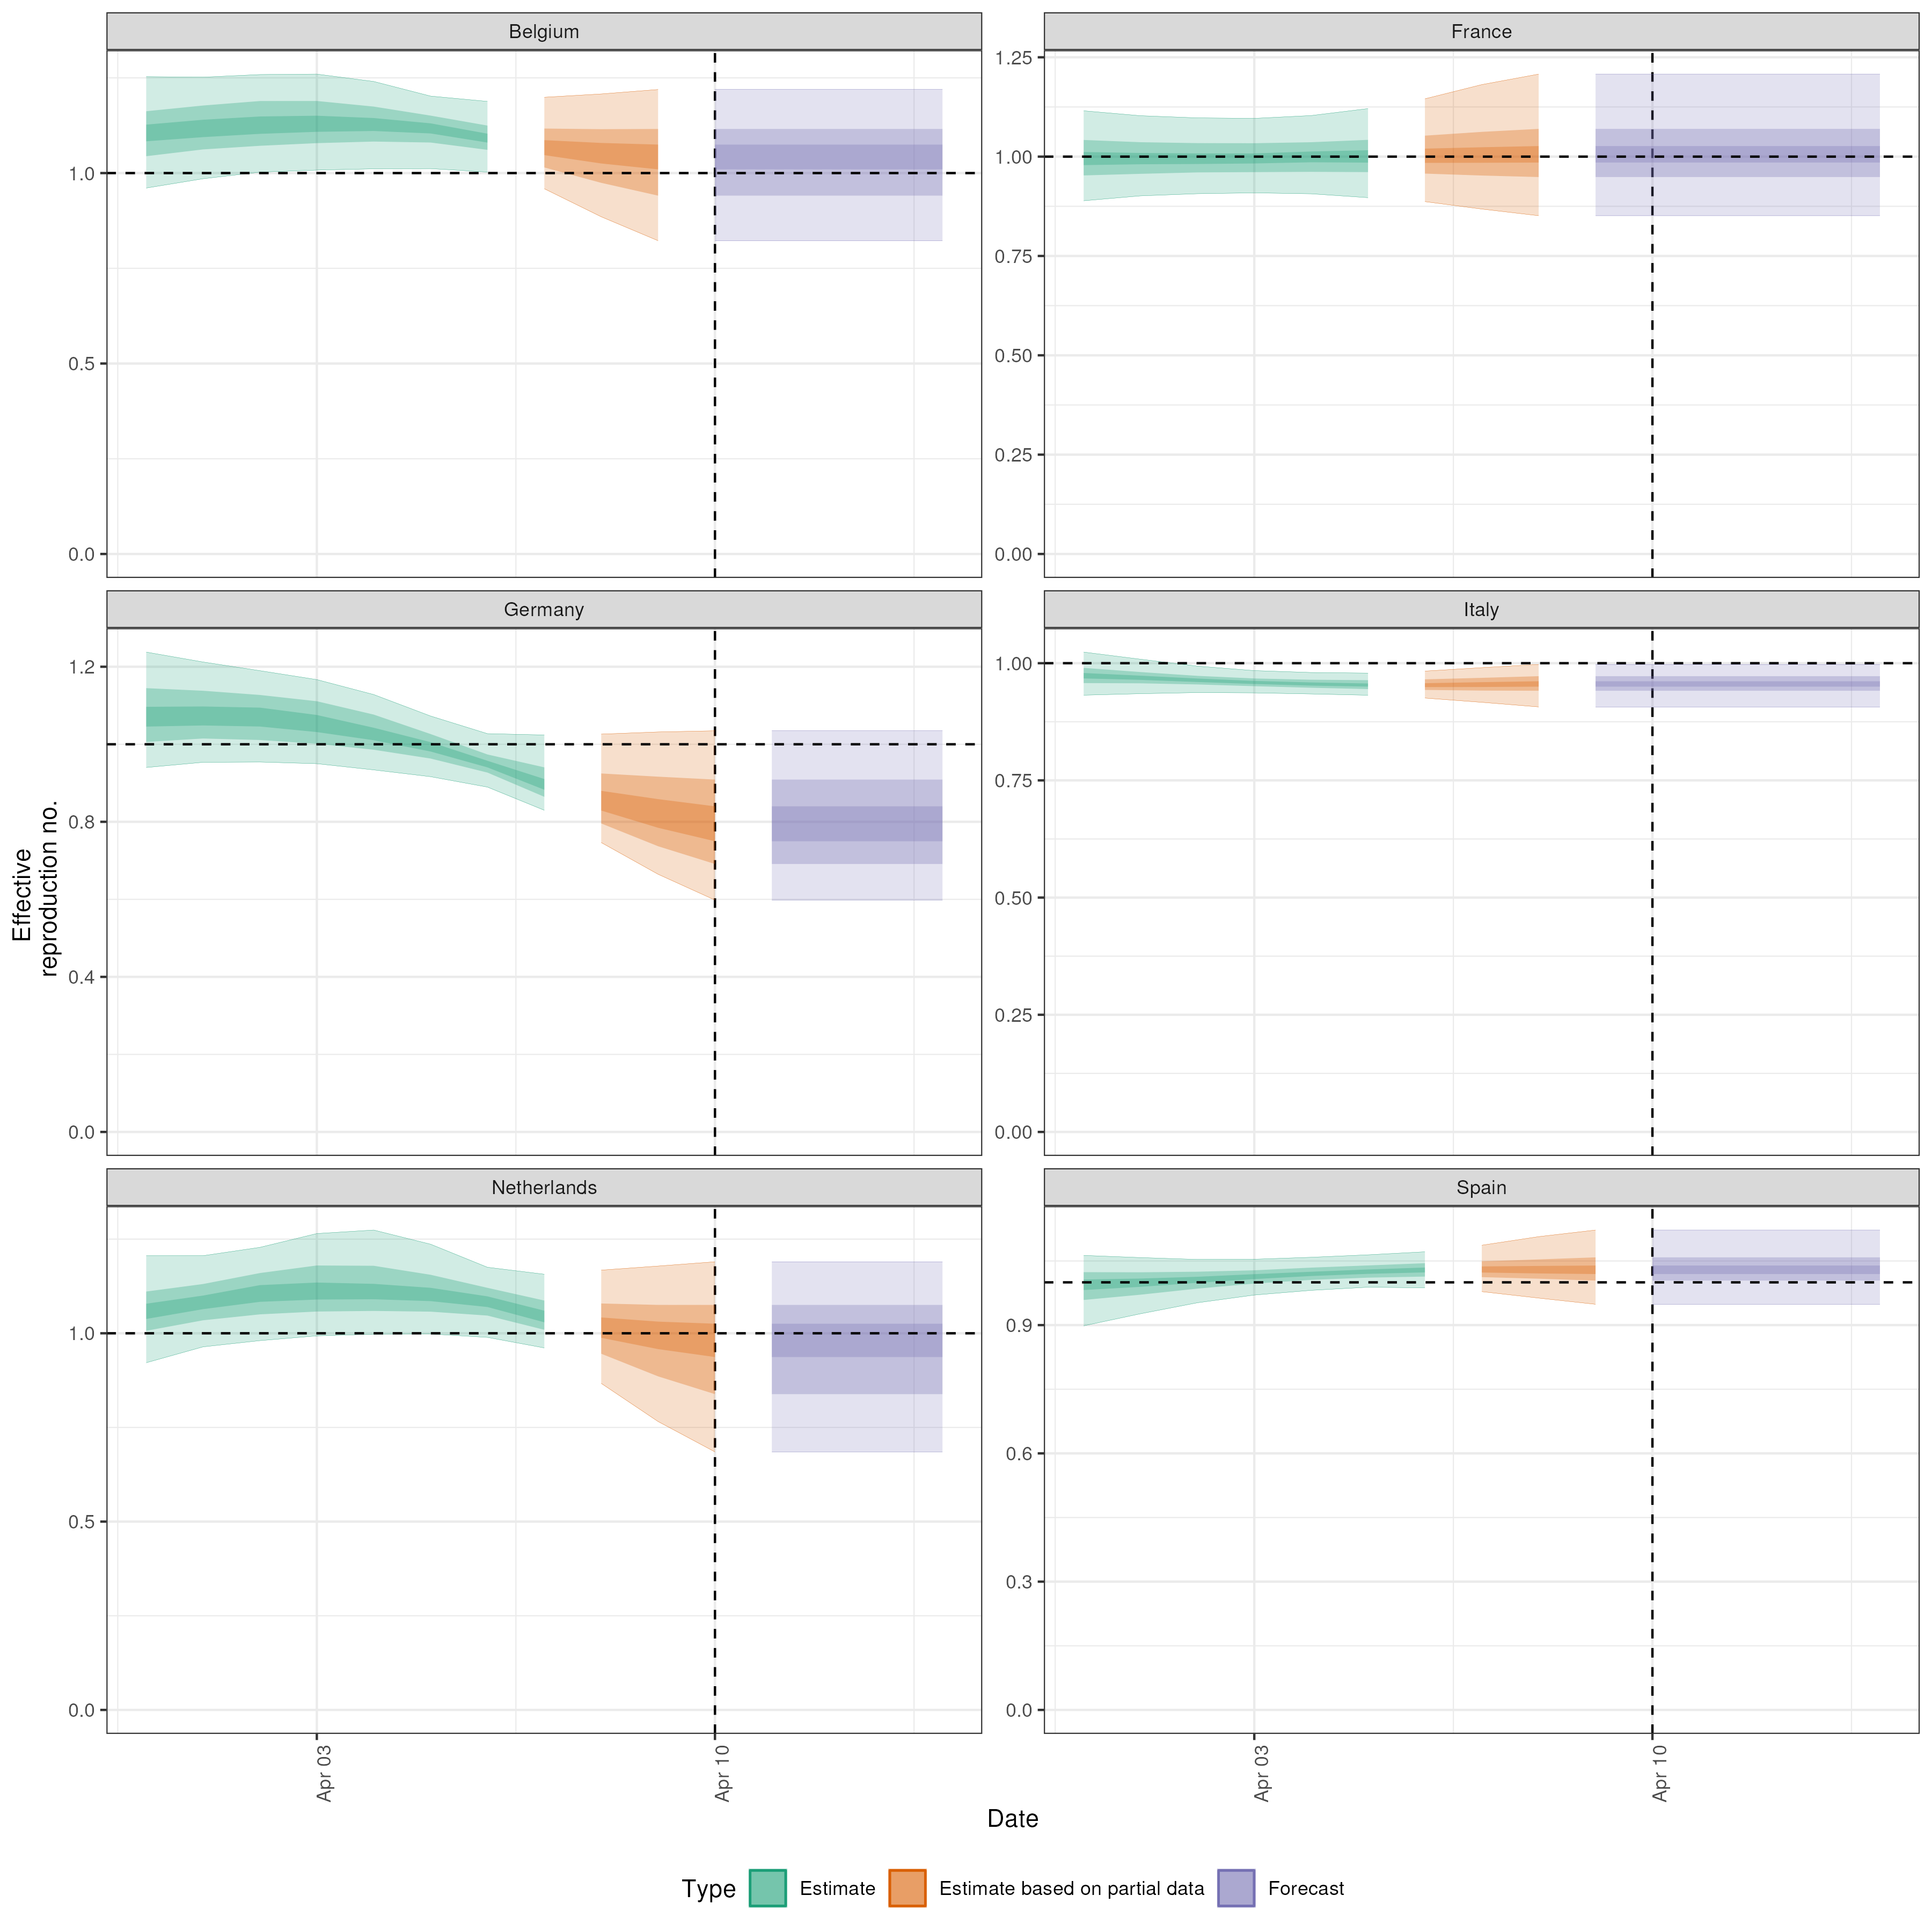 Belgium
France
1.0
0.5
0.0
1.25
1.00
0.75
0.50
0.25
0.00
Germany
Italy
1.2
0.8
0.4
0.0
1.00
0.75
0.50
0.25
0.00
Effective
reproduction no.
Netherlands
Spain
1.0
0.5
0.0
0.9
0.6
0.3
0.0
Apr 03
Apr 10
Apr 03
Apr 10
Date
Type Estimate Estimate based on partial data Forecast